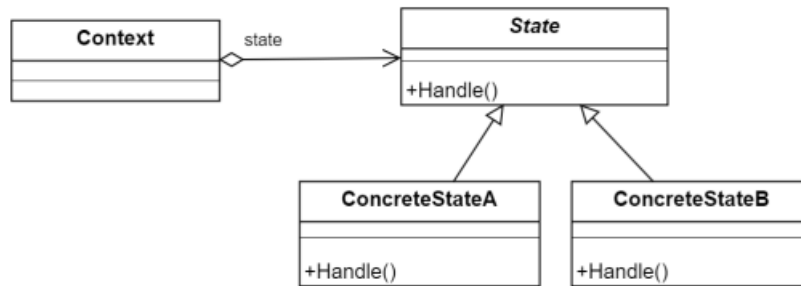 Context
state
State
+Handle()
ConcreteStateA
+Handle()
ConcreteStateB
+Handle()